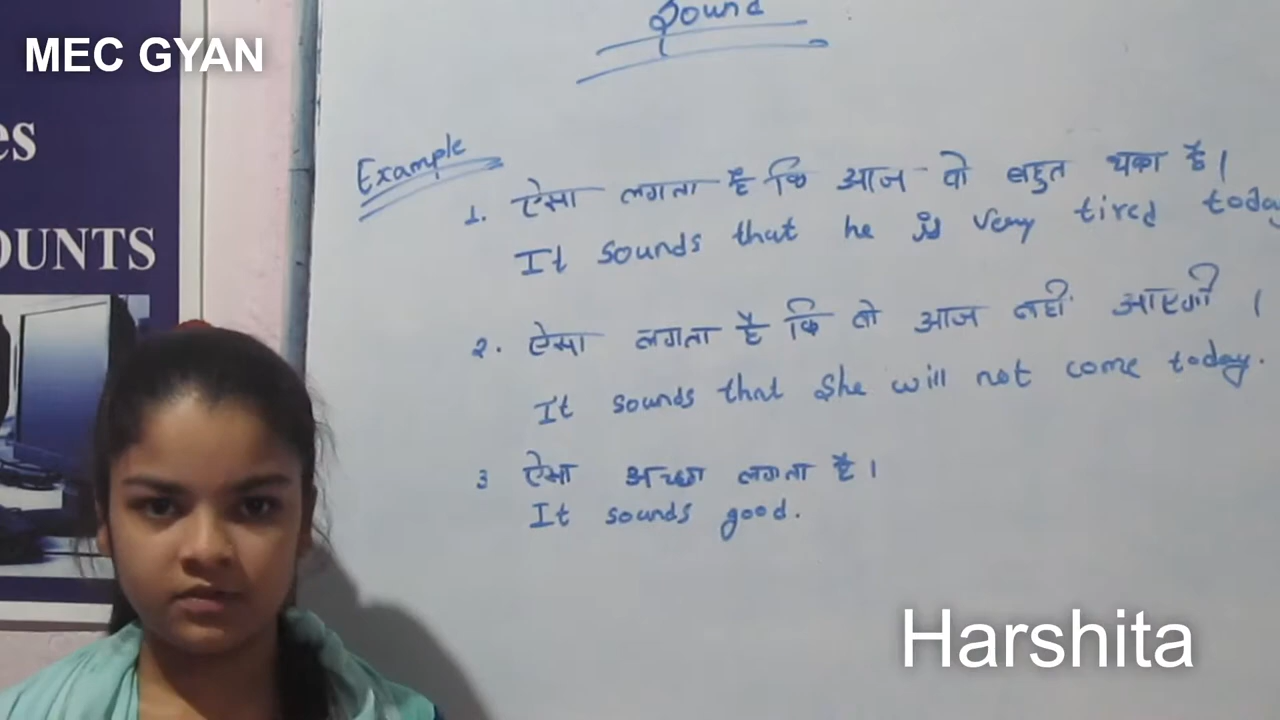 MEC GYAN
es
OUNTS
Sound
Example
1. ऐसा लगता है कि आज वो बहुत थका है।
It sounds that he is very tired today
2. ऐसा लगता है कि वो आज नहीं आएगी।
It sounds that She will not come today.
3 ऐसा अच्छा लगता है।
It sounds good.
Harshita